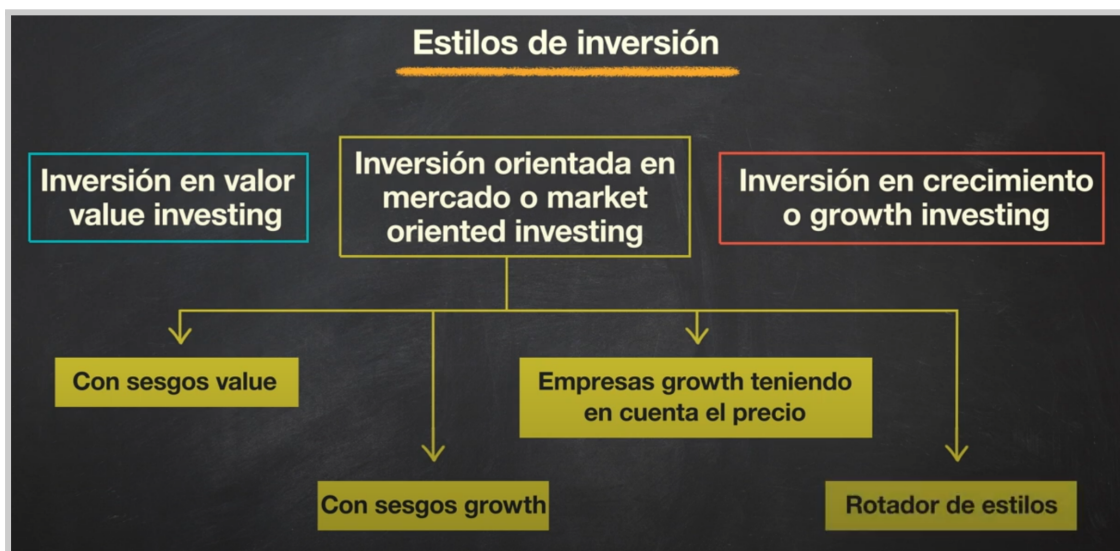 Estilos de inversión
Inversión en valor
value investing
Inversión orientada en
mercado o market
oriented investing
Inversión en crecimiento
o growth investing
Con sesgos value
Con sesgos growth
Empresas growth teniendo
en cuenta el precio
Rotador de estilos